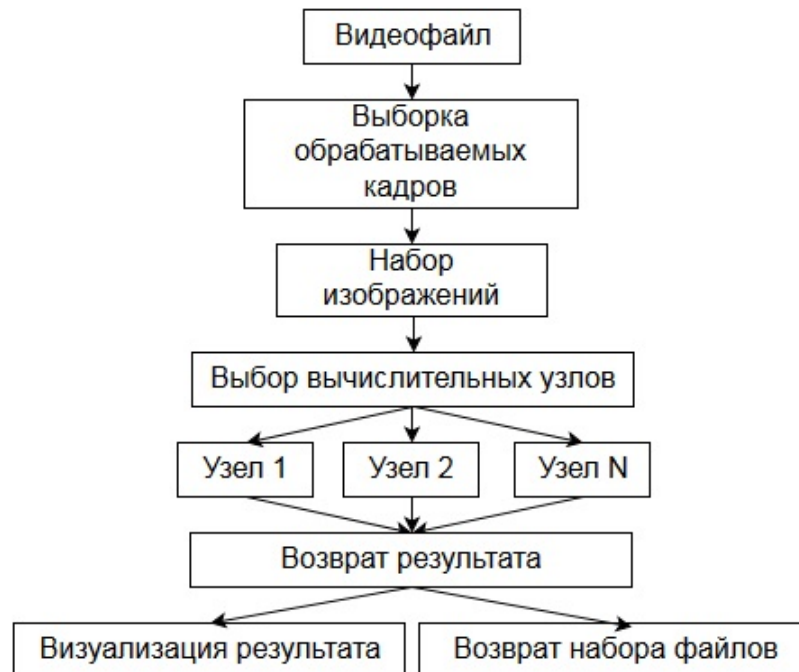 Видеофайл
Выборка
обрабатываемых
кадров
Набор
изображений
Выбор вычислительных узлов
Узел 1
Узел 2
Узел N
Возврат результата
Визуализация результата
Возврат набора файлов